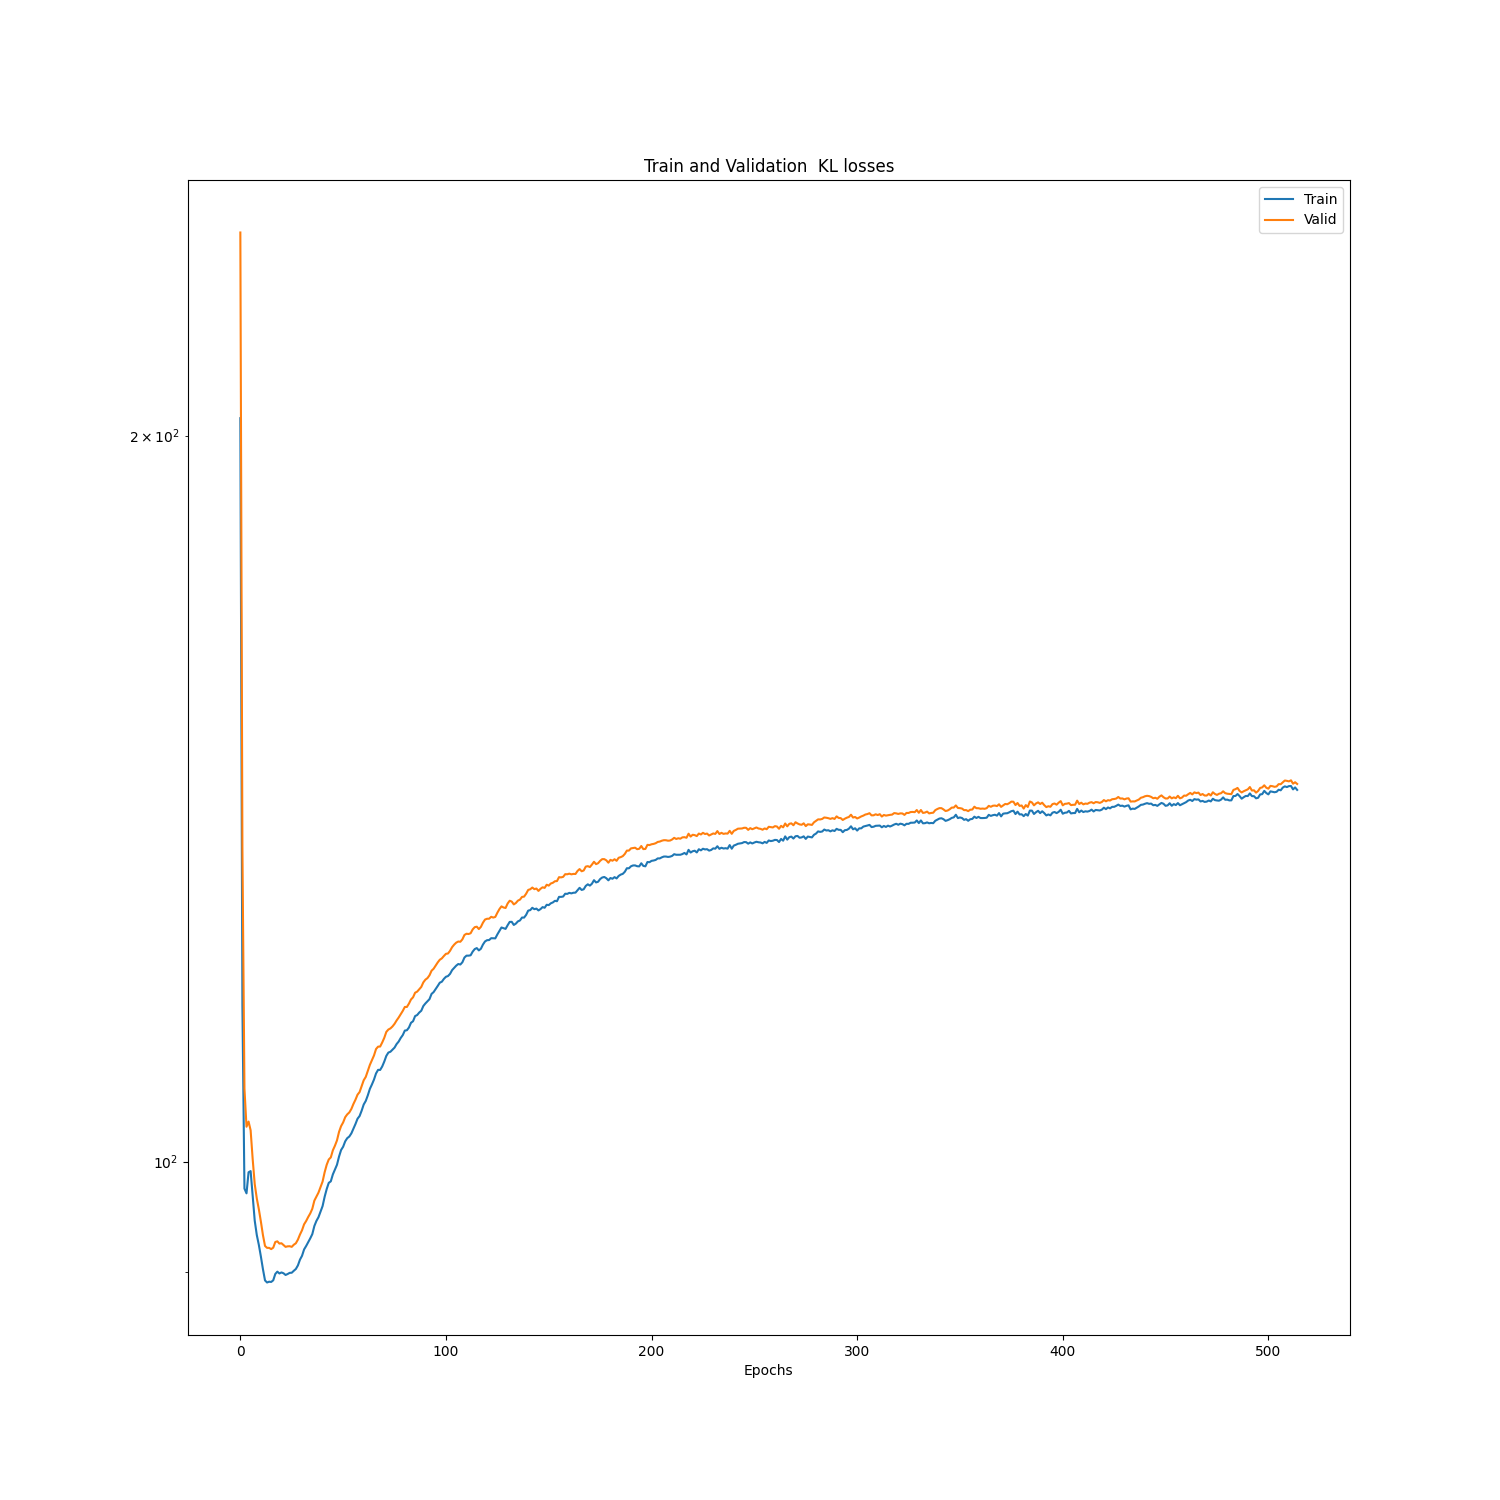 Train and Validation  KL losses
Train
Valid
2 × 10²
10²
0 100 200 300 400 500
Epochs